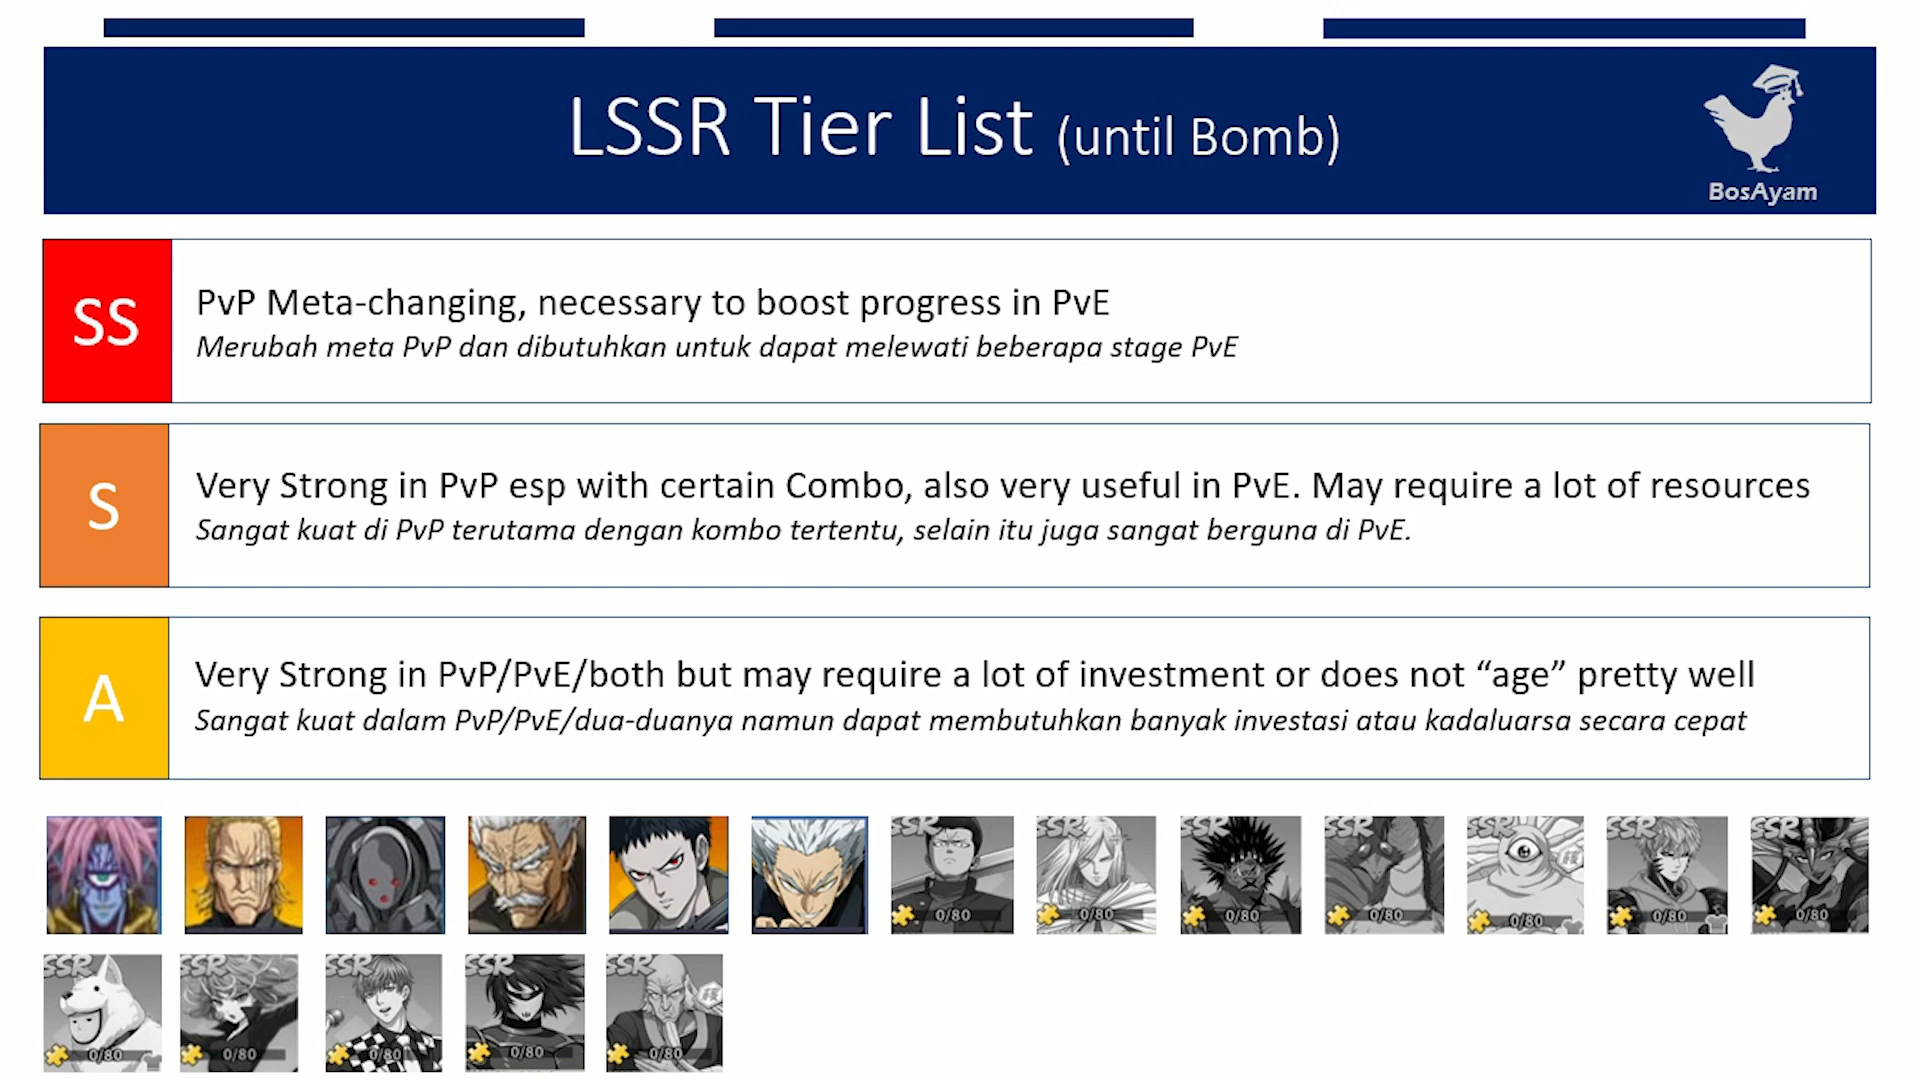 LSSR Tier List (until Bomb)
BosAyam
SS
PvP Meta-changing, necessary to boost progress in PvE
Merubah meta PvP dan dibutuhkan untuk dapat melewati beberapa stage PvE
S
Very Strong in PvP esp with certain Combo, also very useful in PvE. May require a lot of resources
Sangat kuat di PvP terutama dengan kombo tertentu, selain itu juga sangat berguna di PvE.
A
Very Strong in PvP/PvE/both but may require a lot of investment or does not “age” pretty well
Sangat kuat dalam PvP/PvE/dua-duanya namun dapat membutuhkan banyak investasi atau kadaluarsa secara cepat
SSR SSR SSR SSR SSR SSR SSR
0/80 0/80 0/80 0/80 0/80 0/80 0/80
SSR SSR SSR SSR SSR
0/80 0/80 0/80 0/80 0/80